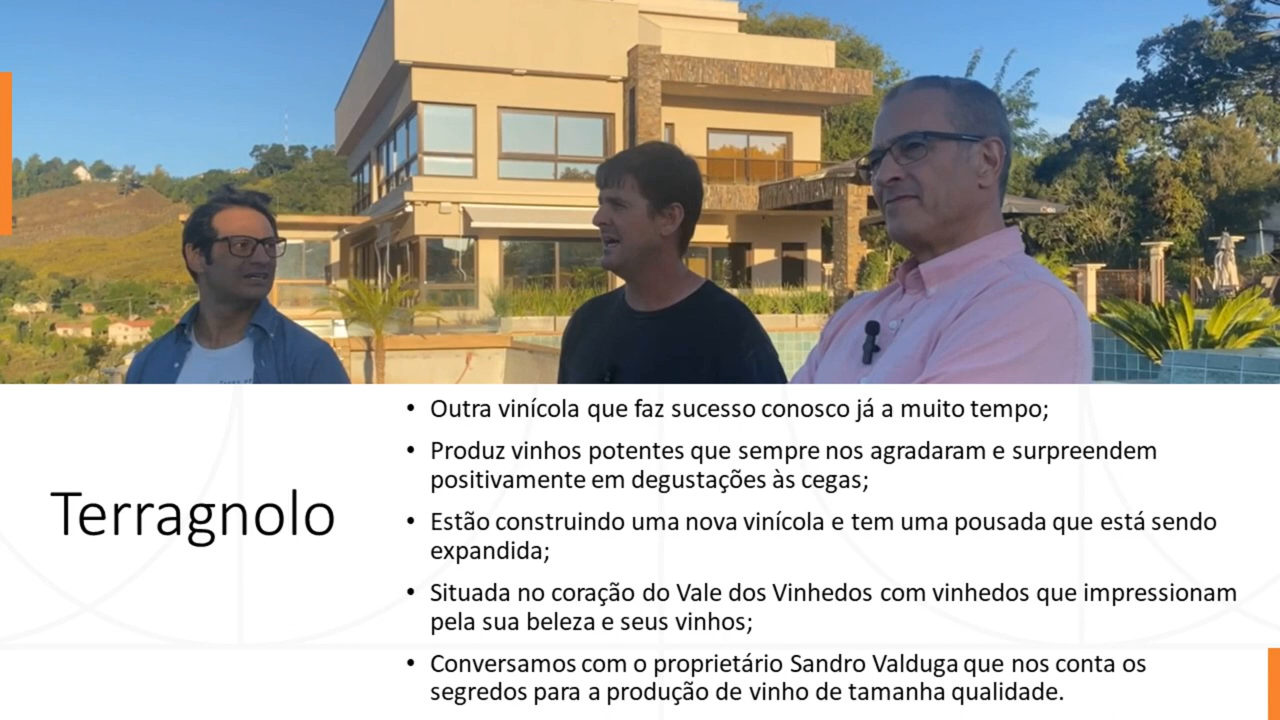 Terragnolo
• Outra vinícola que faz sucesso conosco já a muito tempo;
• Produz vinhos potentes que sempre nos agradaram e surpreendem
positivamente em degustações às cegas;
• Estão construindo uma nova vinícola e tem uma pousada que está sendo
expandida;
• Situada no coração do Vale dos Vinhedos com vinhedos que impressionam
pela sua beleza e seus vinhos;
• Conversamos com o proprietário Sandro Valduga que nos conta os
segredos para a produção de vinho de tamanha qualidade.